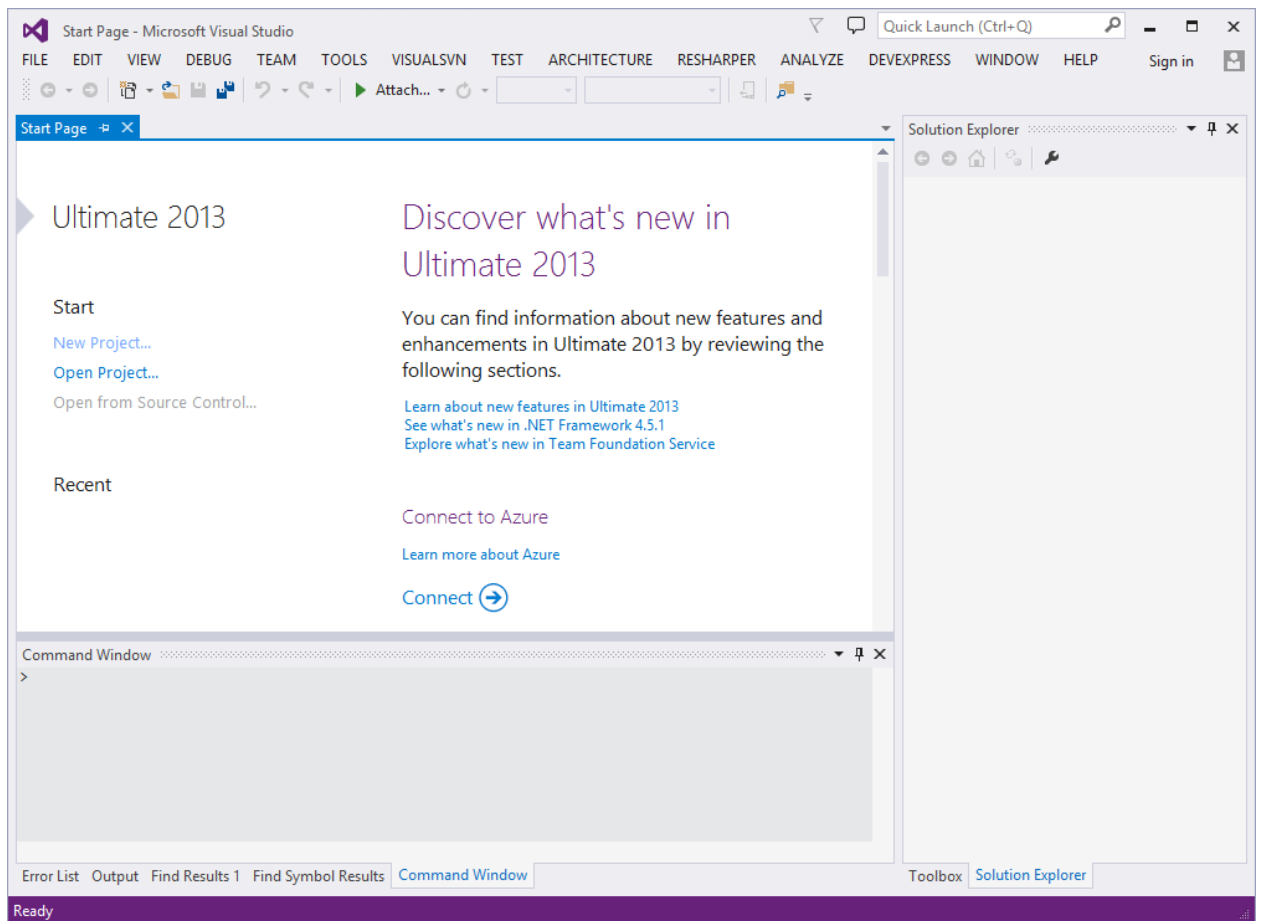 Start Page - Microsoft Visual Studio
Quick Launch (Ctrl+Q)
FILE EDIT VIEW DEBUG TEAM TOOLS VISUALSVN TEST ARCHITECTURE RESHARPER ANALYZE DEVEXPRESS WINDOW HELP Sign in
Attach...
Start Page
Ultimate 2013
Start
New Project...
Open Project...
Open from Source Control...
Recent
Discover what's new in
Ultimate 2013
You can find information about new features and
enhancements in Ultimate 2013 by reviewing the
following sections.
Learn about new features in Ultimate 2013
See what's new in .NET Framework 4.5.1
Explore what's new in Team Foundation Service
Connect to Azure
Learn more about Azure
Connect
Solution Explorer
Command Window
>
Error List Output Find Results 1 Find Symbol Results Command Window
Toolbox Solution Explorer
Ready